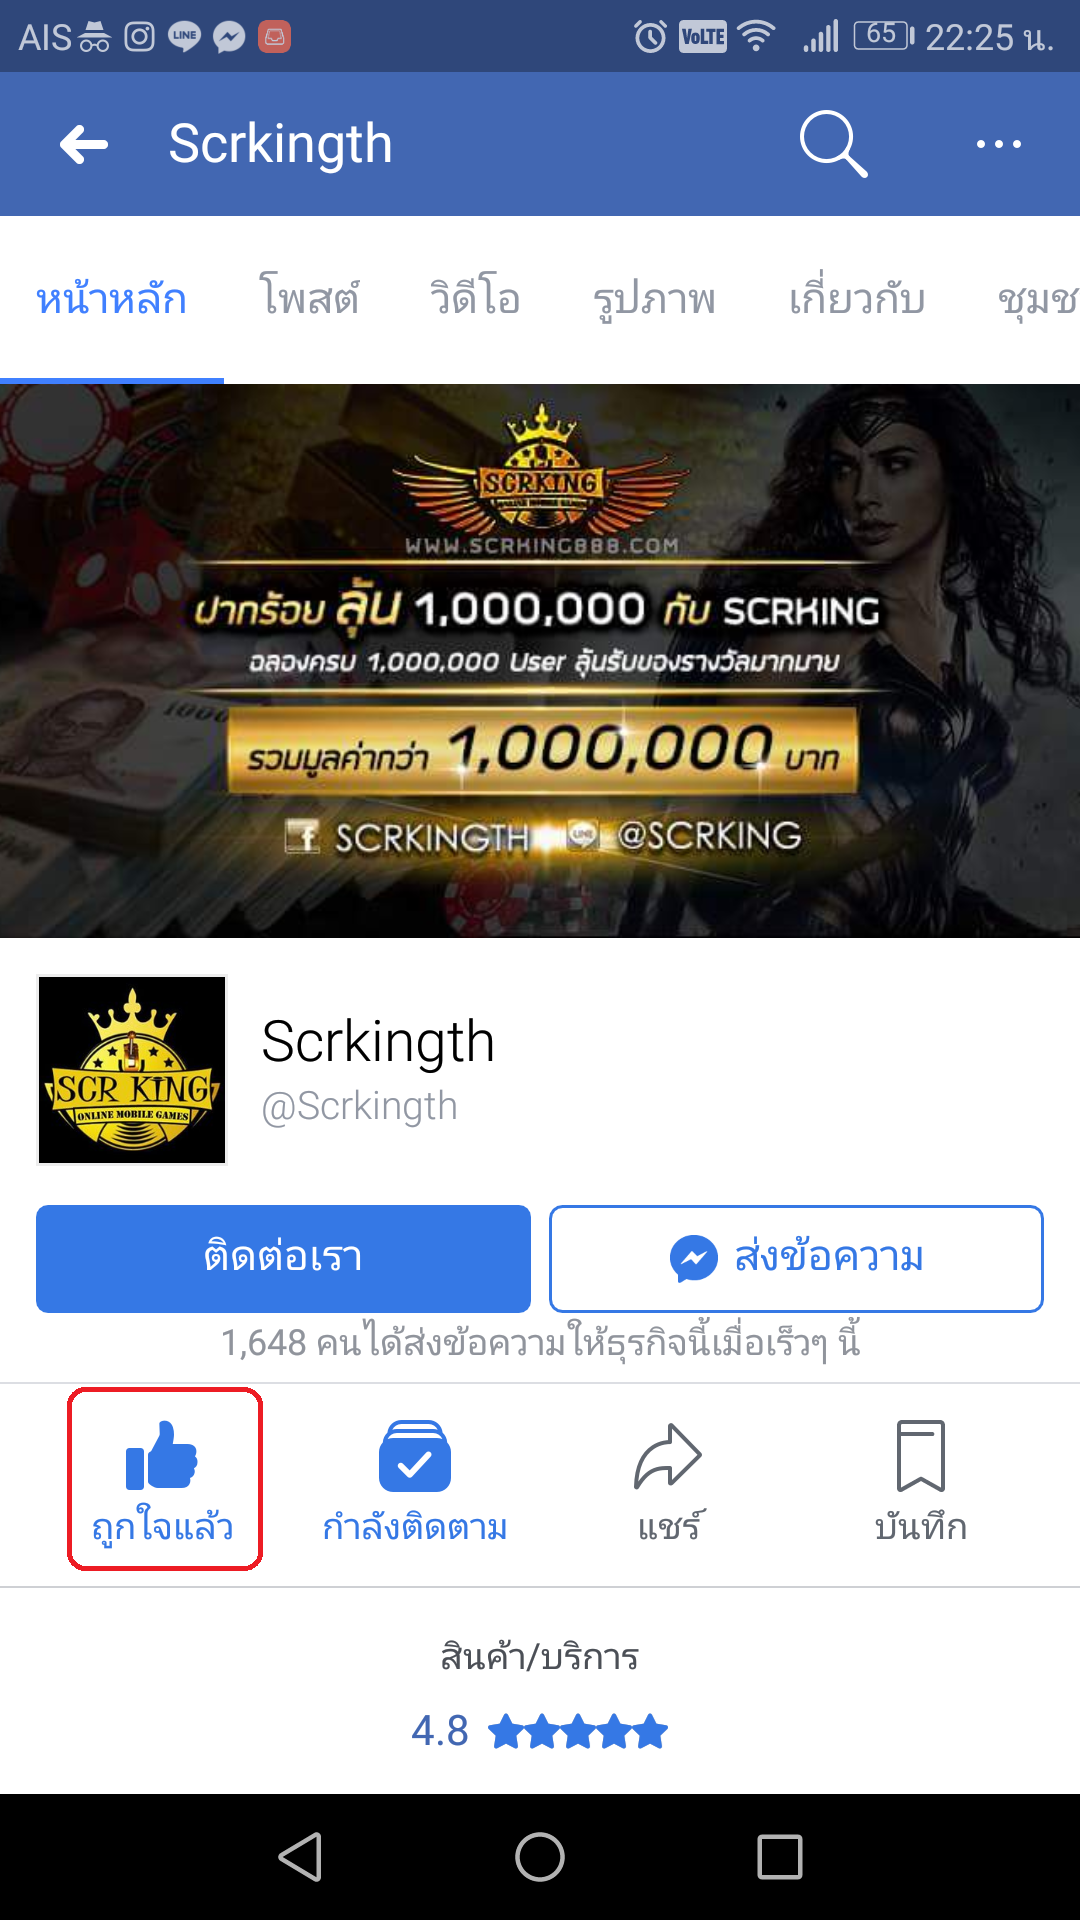 AIS LINE VoLTE 65 22:25 น.
Scrkingth
หน้าหลัก โพสต์ วิดีโอ รูปภาพ เกี่ยวกับ ชุมช
SCRKING
WWW.SCRKING888.COM
ฝากร้อย ลุ้น 1,000,000 กับ SCRKING
ฉลองครบ 1,000,000 User ลุ้นรับของรางวัลมากมาย
1000
รวมมูลค่ากว่า 1,000,000 บาท
f SCRKINGTH LINE @SCRKING
SCR KING
ONLINE MOBILE GAMES
Scrkingth
@Scrkingth
ติดต่อเรา ส่งข้อความ
1,648 คนได้ส่งข้อความให้ธุรกิจนี้เมื่อเร็วๆ นี้
ถูกใจแล้ว กำลังติดตาม แชร์ บันทึก
สินค้า/บริการ
4.8